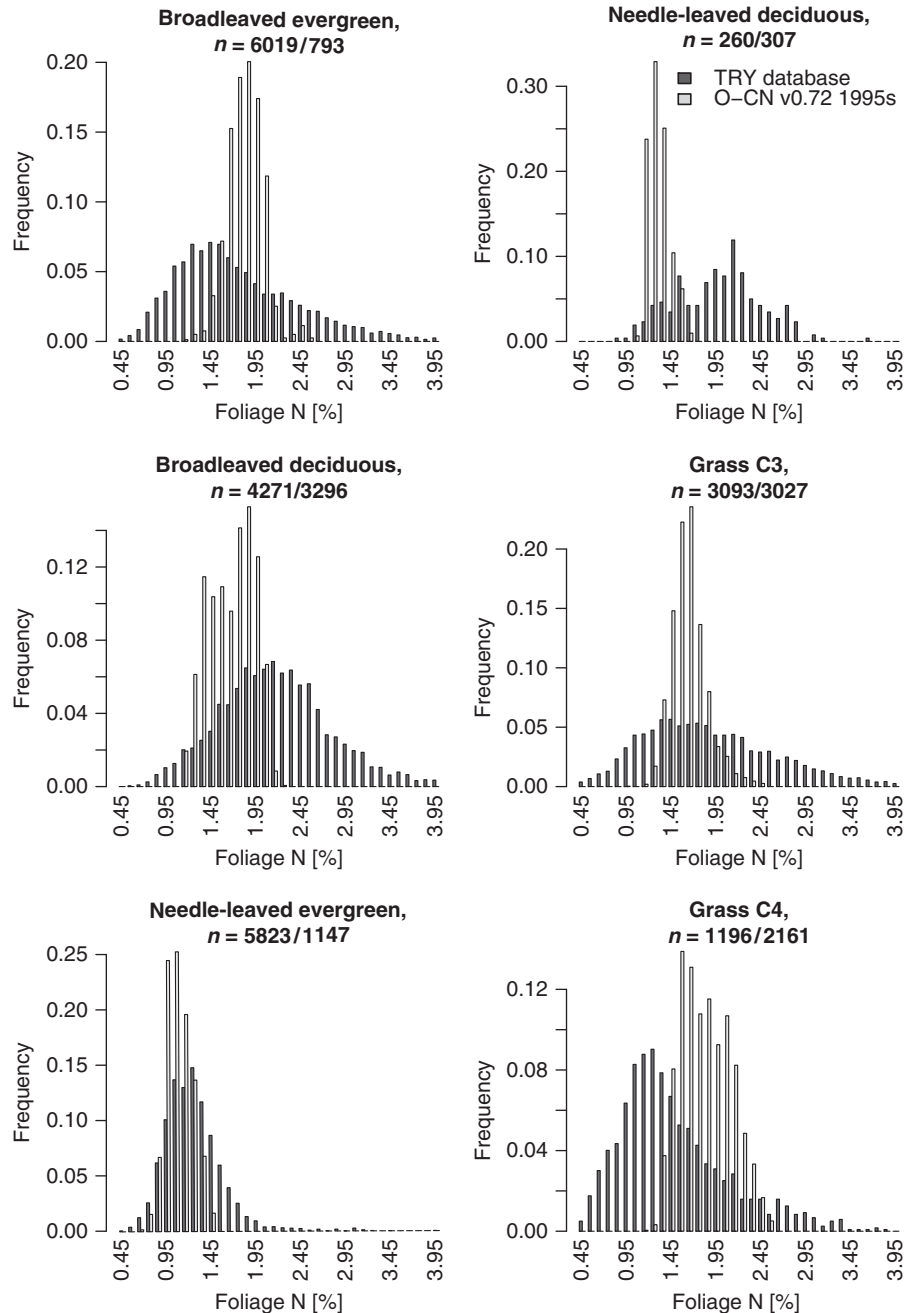 Broadleaved evergreen,
n = 6019/793
Frequency
0.20
0.15
0.10
0.05
0.00
0.45
0.95
1.45
1.95
2.45
2.95
3.45
3.95
Foliage N [%]
Needle-leaved deciduous,
n = 260/307
TRY database
O-CN v0.72 1995s
Frequency
0.30
0.20
0.10
0.00
0.45
0.95
1.45
1.95
2.45
2.95
3.45
3.95
Foliage N [%]
Broadleaved deciduous,
n = 4271/3296
Frequency
0.12
0.08
0.04
0.00
0.45
0.95
1.45
1.95
2.45
2.95
3.45
3.95
Foliage N [%]
Grass C3,
n = 3093/3027
Frequency
0.20
0.15
0.10
0.05
0.00
0.45
0.95
1.45
1.95
2.45
2.95
3.45
3.95
Foliage N [%]
Needle-leaved evergreen,
n = 5823/1147
Frequency
0.25
0.20
0.15
0.10
0.05
0.00
0.45
0.95
1.45
1.95
2.45
2.95
3.45
3.95
Foliage N [%]
Grass C4,
n = 1196/2161
Frequency
0.12
0.08
0.04
0.00
0.45
0.95
1.45
1.95
2.45
2.95
3.45
3.95
Foliage N [%]